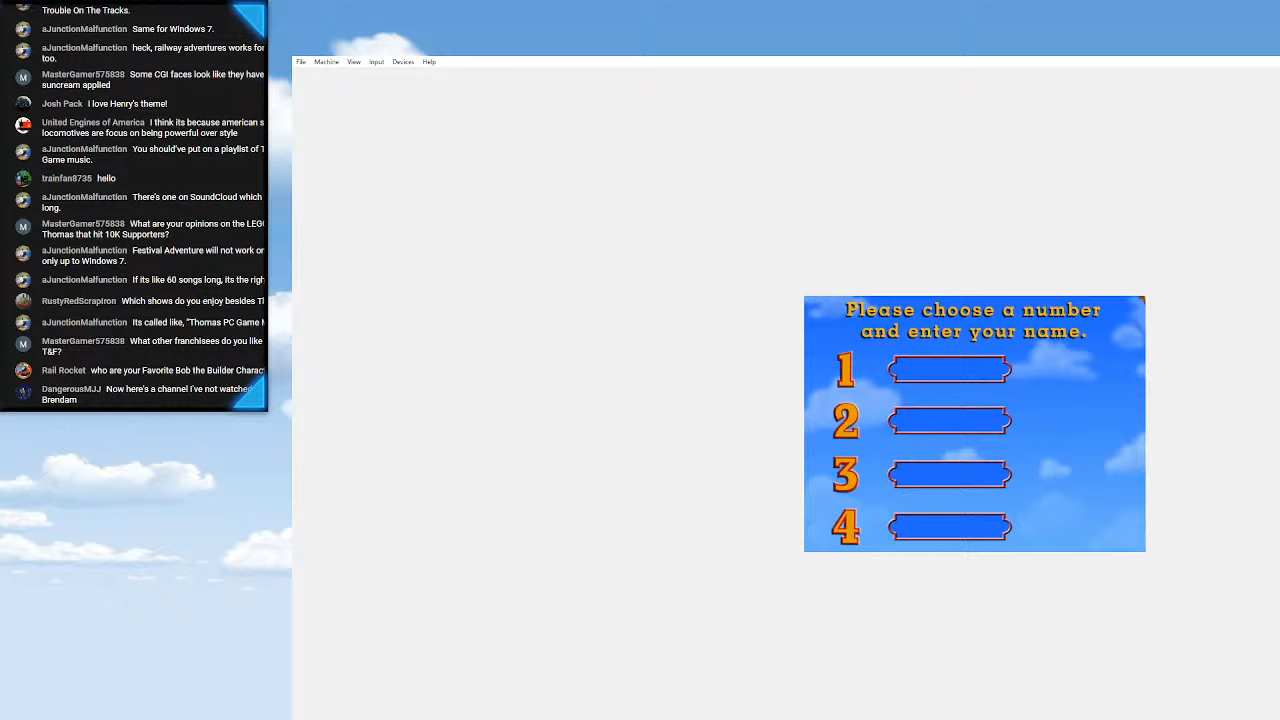 Trouble On The Tracks.
aJunctionMalfunction Same for Windows 7.
aJunctionMalfunction heck, railway adventures works for
too.
MasterGamer575838 Some CGI faces look like they have
suncream applied
Josh Pack I love Henry's theme!
United Engines of America I think its because american s
locomotives are focus on being powerful over style
aJunctionMalfunction You should've put on a playlist of T
Game music.
trainfan8735 hello
aJunctionMalfunction There's one on SoundCloud which
long.
MasterGamer575838 What are your opinions on the LEG
Thomas that hit 10K Supporters?
aJunctionMalfunction Festival Adventure will not work on
only up to Windows 7.
aJunctionMalfunction If its like 60 songs long, its the righ
RustyRedScrapIron Which shows do you enjoy besides Th
aJunctionMalfunction Its called like, "Thomas PC Game M
MasterGamer575838 What other franchisees do you like
T&F?
Rail Rocket who are your Favorite Bob the Builder Charac
DangerousMJJ Now here's a channel I've not watched
Brendam
File Machine View Input Devices Help
Please choose a number
and enter your name.
1
2
3
4